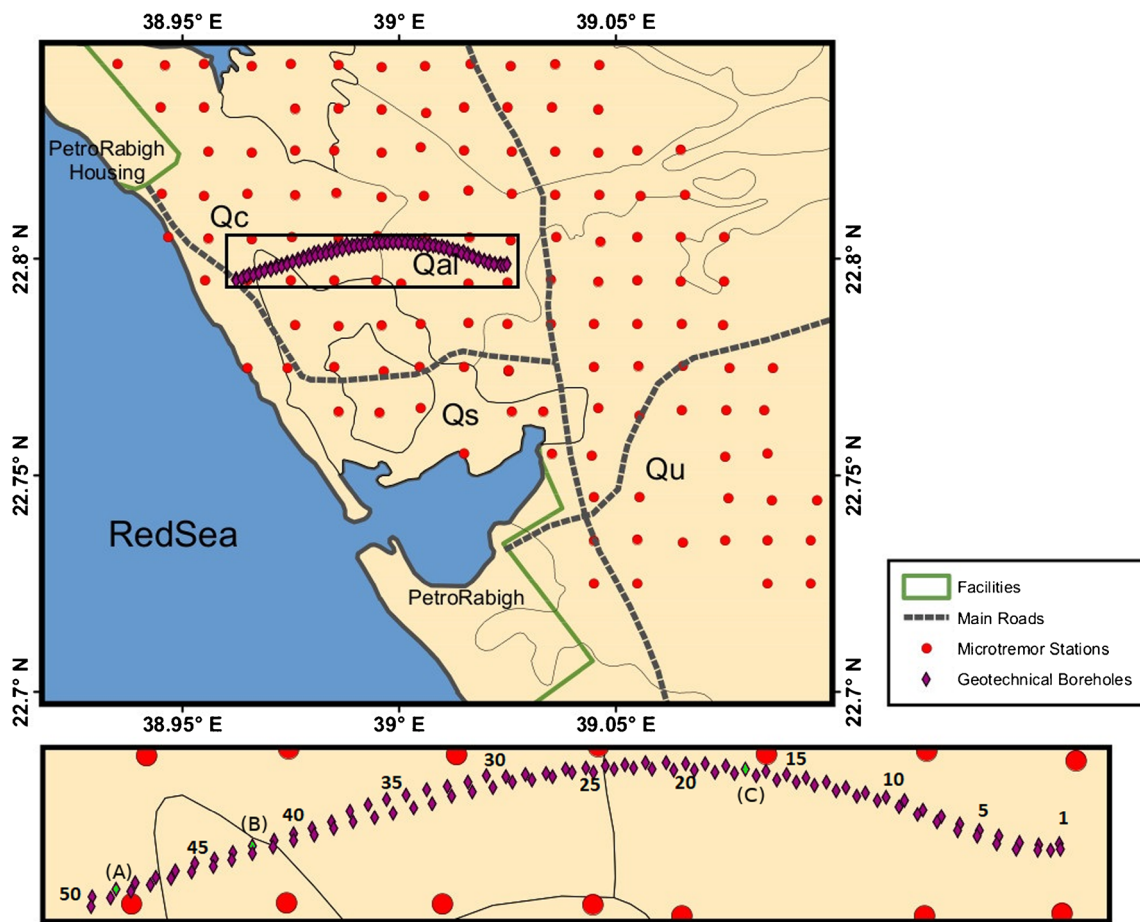 38.95° E 39° E 39.05° E
PetroRabigh
Housing
Qc
22.8° N
22.8° N
Qal
Qs
22.75° N
22.75° N
Qu
RedSea
PetroRabigh
22.7° N
22.7° N
38.95° E 39° E 39.05° E
Facilities
Main Roads
Microtremor Stations
Geotechnical Boreholes
50
(A)
45
(B)
40
35
30
25
20
(C)
15
10
5
1